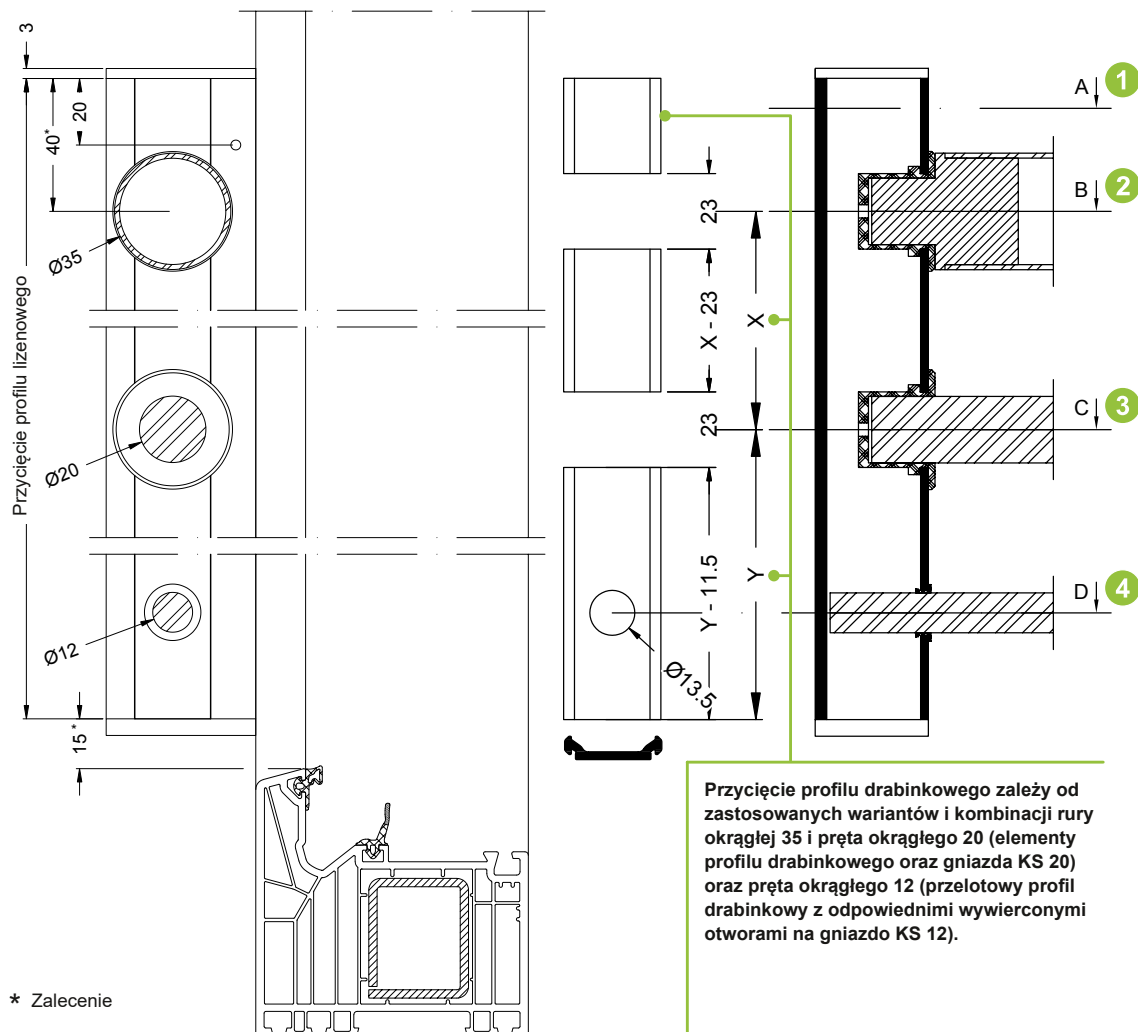 3
20
40*
Ø35
Przycięcie profilu lizenowego
Ø20
Ø12
15*
* Zalecenie
23
X - 23
23
Y - 11.5
Ø13.5
X
Y
A 1
B 2
C 3
D 4
Przycięcie profilu drabinkowego zależy od
zastosowanych wariantów i kombinacji rury
okrągłej 35 i pręta okrągłego 20 (elementy
profilu drabinkowego oraz gniazda KS 20)
oraz pręta okrągłego 12 (przelotowy profil
drabinkowy z odpowiednimi wywierconymi
otworami na gniazdo KS 12).